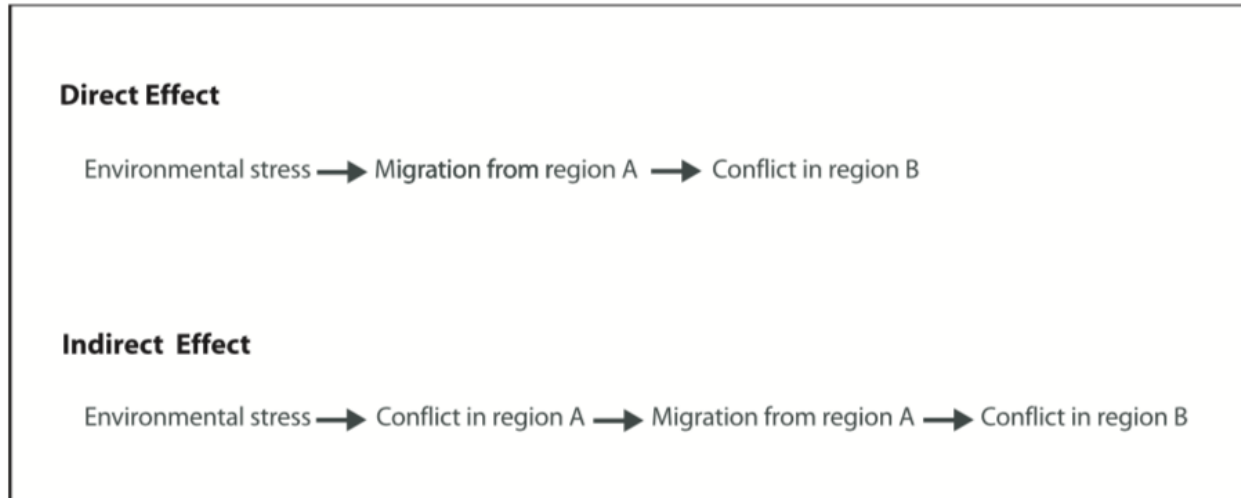 Direct Effect
Environmental stress → Migration from region A → Conflict in region B
Indirect Effect
Environmental stress → Conflict in region A → Migration from region A → Conflict in region B